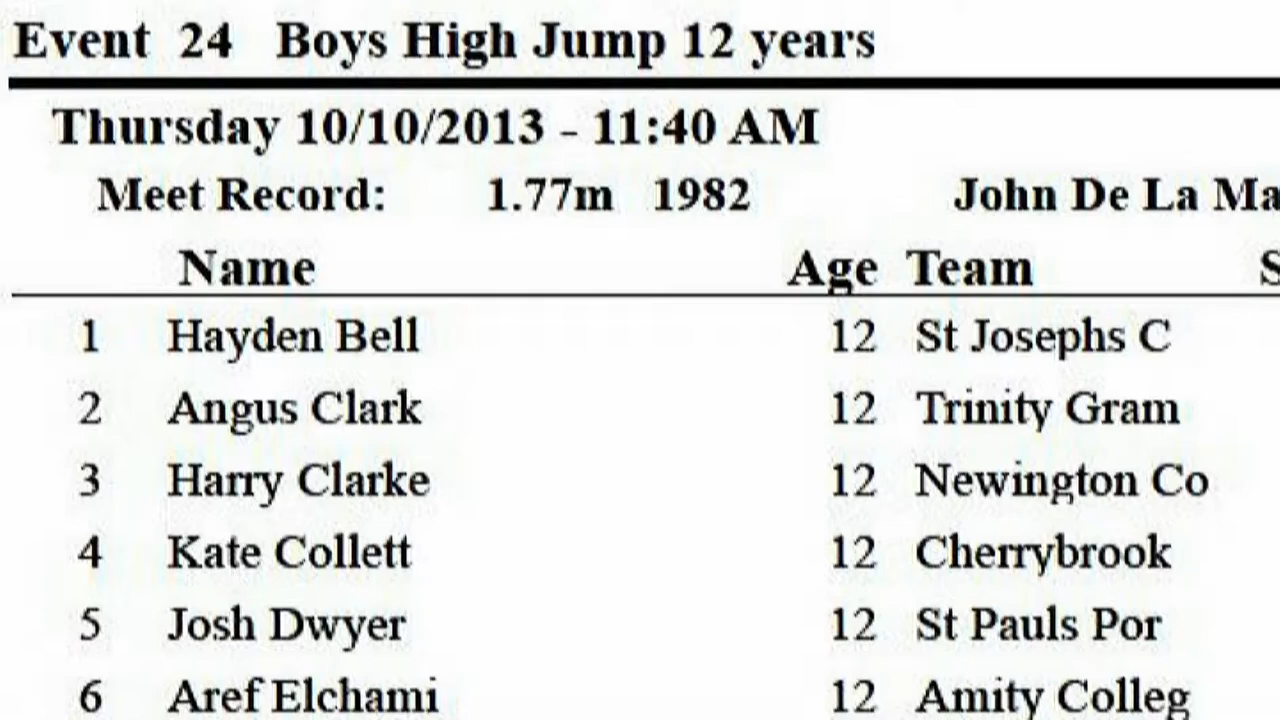 Event 24 Boys High Jump 12 years
Thursday 10/10/2013 - 11:40 AM
Meet Record: 1.77m 1982 John De La Ma
Name Age Team S
1 Hayden Bell 12 St Josephs C
2 Angus Clark 12 Trinity Gram
3 Harry Clarke 12 Newington Co
4 Kate Collett 12 Cherrybrook
5 Josh Dwyer 12 St Pauls Por
6 Aref Elchami 12 Amity Colleg